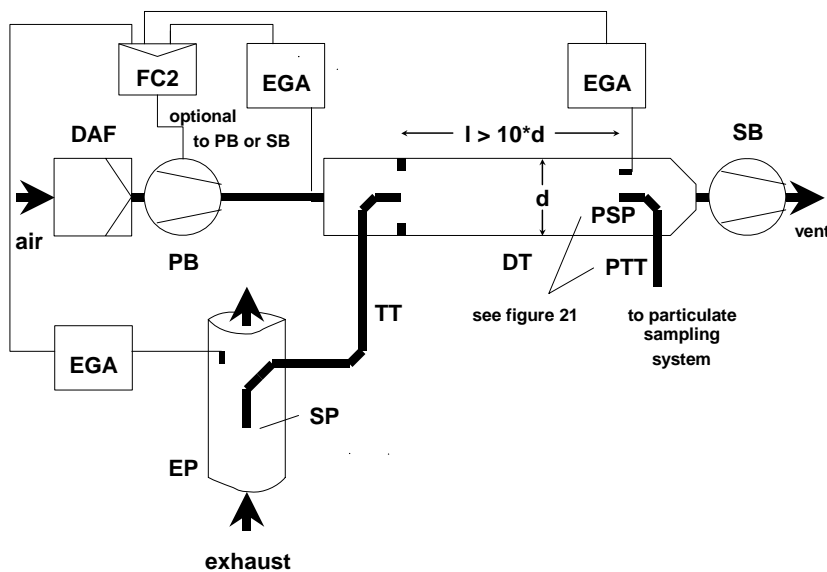 FC2
EGA
EGA
optional
to PB or SB
DAF
l > 10*d
SB
d
PSP
air
vent
PB
DT
PTT
TT
see figure 21
to particulate
sampling
system
EGA
SP
EP
exhaust